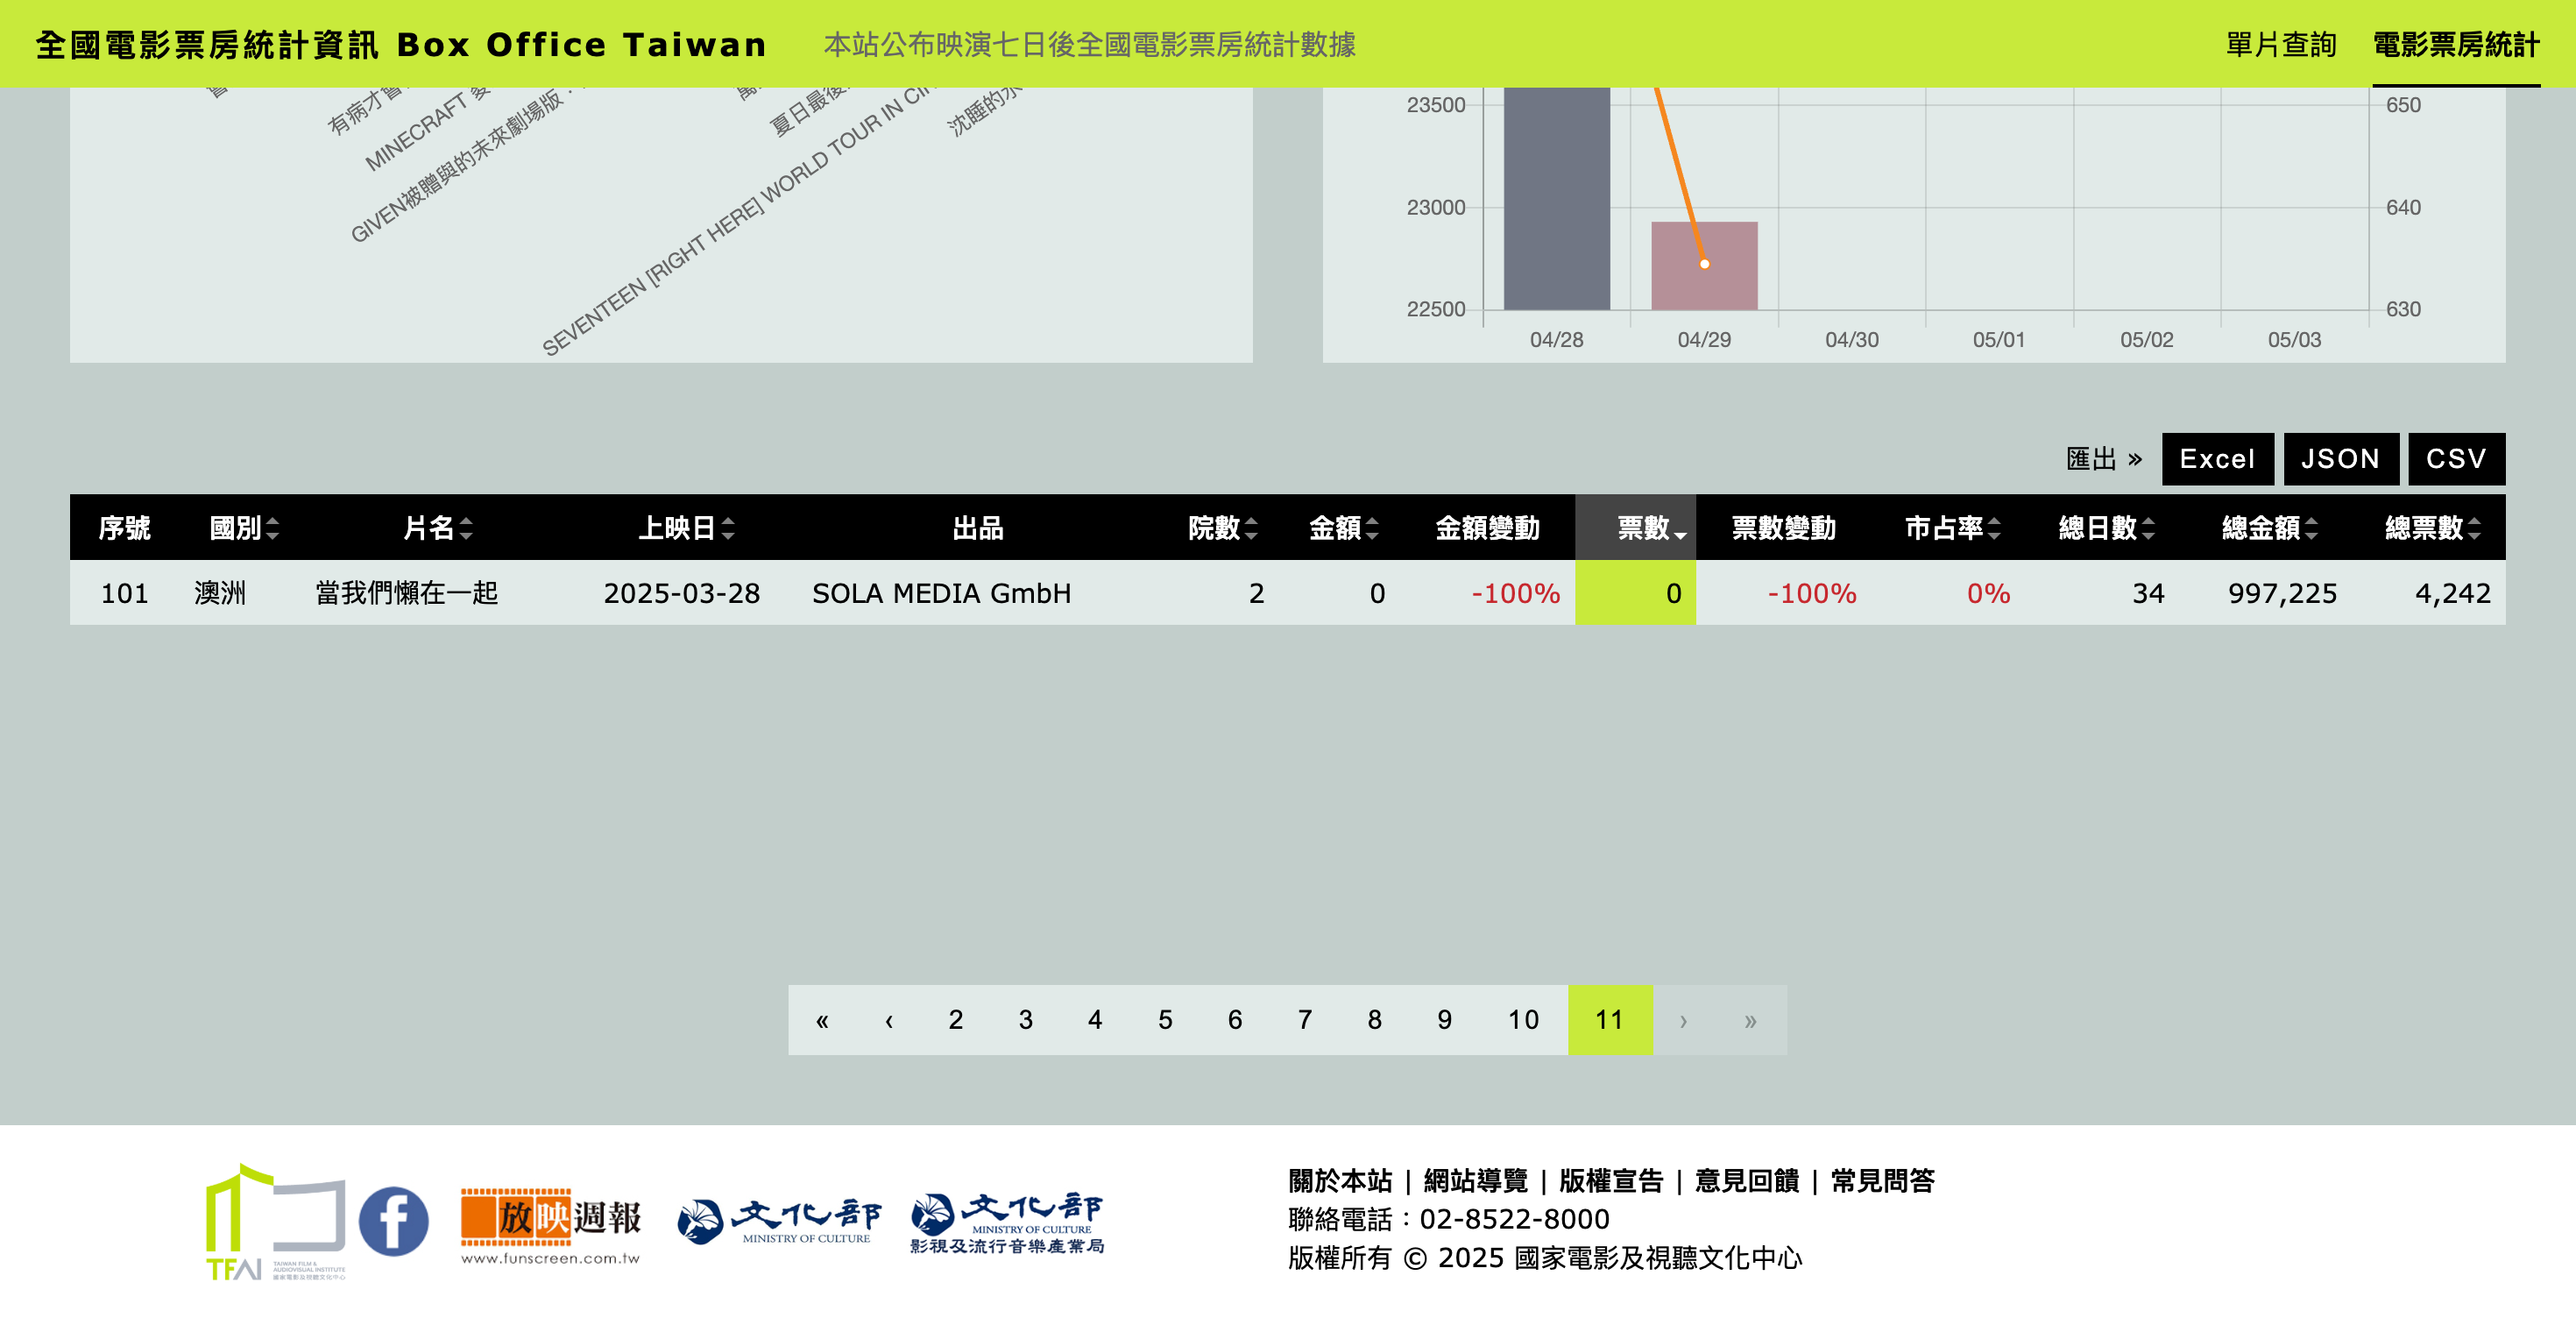 全國電影票房統計資訊 Box Office Taiwan 本站公布映演七日後全國電影票房統計數據 單片查詢 電影票房統計
有病才會
MINECRAFT 麥
GIVEN被贈與的未來劇場版：
夏日最後
SEVENTEEN [RIGHT HERE] WORLD TOUR IN CIN
沈睡的水
23500 650
23000 640
22500 630
04/28 04/29 04/30 05/01 05/02 05/03
匯出 » Excel JSON CSV
序號 國別 片名 上映日 出品 院數 金額 金額變動 票數 票數變動 市占率 總日數 總金額 總票數
101 澳洲 當我們懶在一起 2025-03-28 SOLA MEDIA GmbH 2 0 -100% 0 -100% 0% 34 997,225 4,242
« ‹ 2 3 4 5 6 7 8 9 10 11 › »
TFAI TAIWAN FILM & AUDIOVISUAL INSTITUTE 國家電影及視聽文化中心
放映週報
www.funscreen.com.tw
文化部
MINISTRY OF CULTURE
文化部
MINISTRY OF CULTURE
影視及流行音樂產業局
關於本站 | 網站導覽 | 版權宣告 | 意見回饋 | 常見問答
聯絡電話：02-8522-8000
版權所有 © 2025 國家電影及視聽文化中心